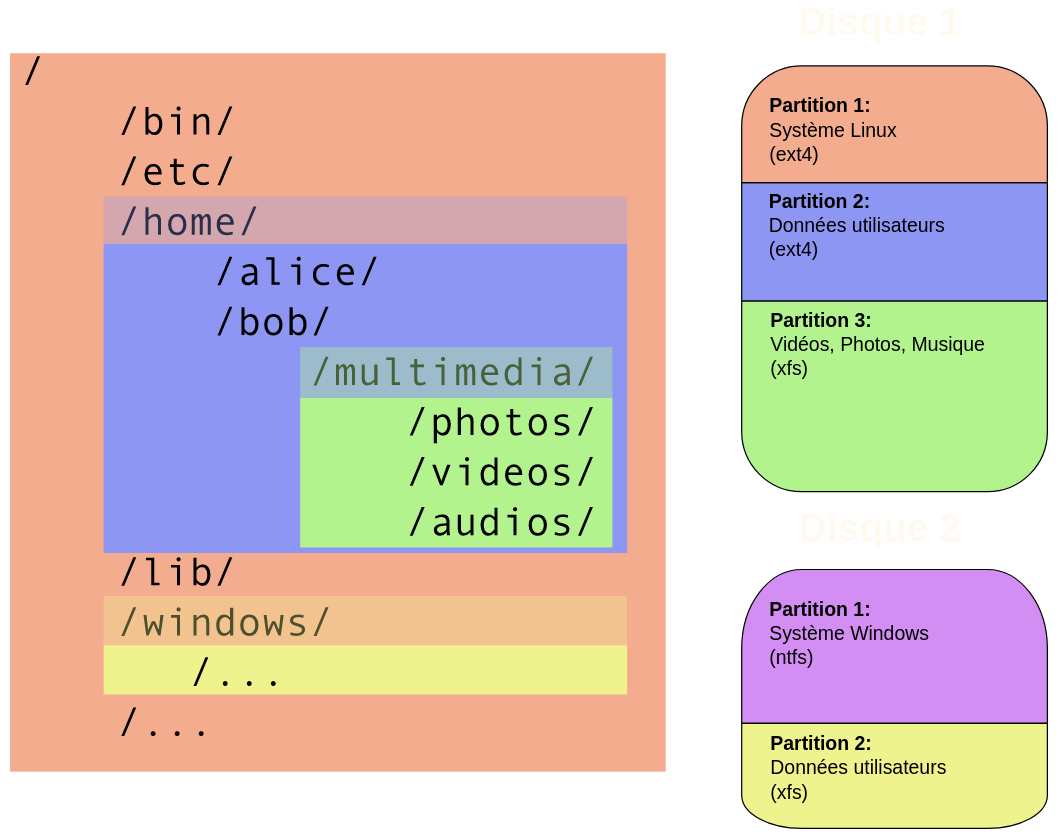 /
/bin/
/etc/
/home/
/alice/
/bob/
/multimedia/
/photos/
/videos/
/audios/
/lib/
/windows/
/...
/...
Disque 1
Partition 1:
Système Linux
(ext4)
Partition 2:
Données utilisateurs
(ext4)
Partition 3:
Vidéos, Photos, Musique
(xfs)
Disque 2
Partition 1:
Système Windows
(ntfs)
Partition 2:
Données utilisateurs
(xfs)